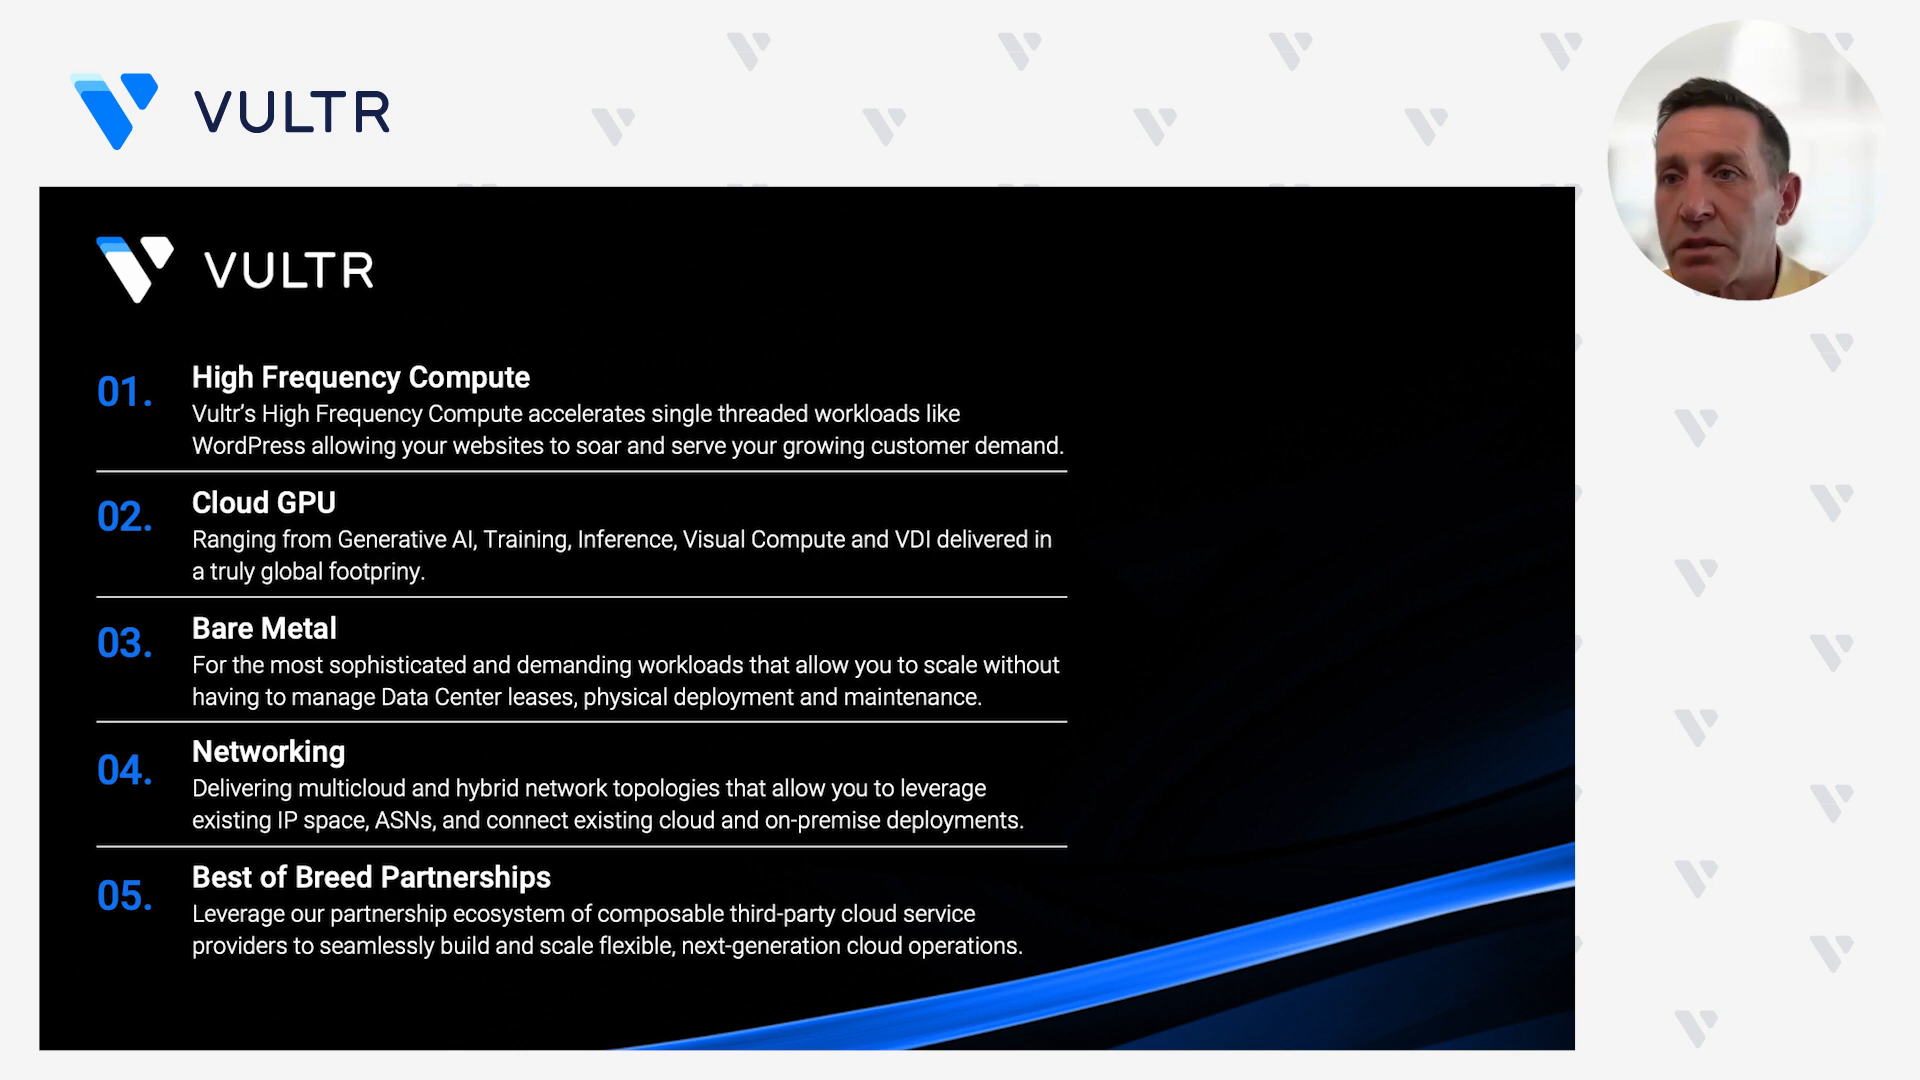 VULTR
VULTR
01.
High Frequency Compute
Vultr’s High Frequency Compute accelerates single threaded workloads like
WordPress allowing your websites to soar and serve your growing customer demand.
02.
Cloud GPU
Ranging from Generative AI, Training, Inference, Visual Compute and VDI delivered in
a truly global footpriny.
03.
Bare Metal
For the most sophisticated and demanding workloads that allow you to scale without
having to manage Data Center leases, physical deployment and maintenance.
04.
Networking
Delivering multicloud and hybrid network topologies that allow you to leverage
existing IP space, ASNs, and connect existing cloud and on-premise deployments.
05.
Best of Breed Partnerships
Leverage our partnership ecosystem of composable third-party cloud service
providers to seamlessly build and scale flexible, next-generation cloud operations.